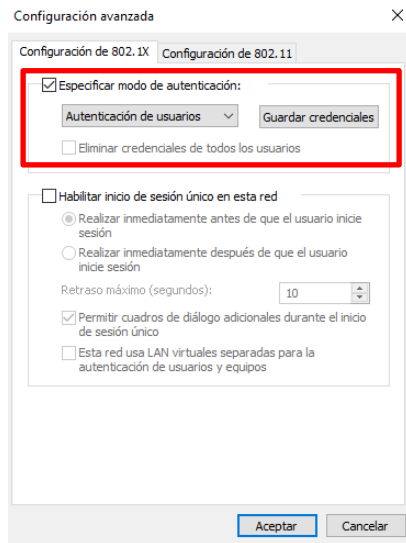 Configuración avanzada
Configuración de 802.1X
Configuración de 802.11
Especificar modo de autenticación:
Autenticación de usuarios
Guardar credenciales
Eliminar credenciales de todos los usuarios
Habilitar inicio de sesión único en esta red
Realizar inmediatamente antes de que el usuario inicie
sesión
Realizar inmediatamente después de que el usuario
inicie sesión
Retraso máximo (segundos):
10
Permitir cuadros de diálogo adicionales durante el inicio
de sesión único
Esta red usa LAN virtuales separadas para la
autenticación de usuarios y equipos
Aceptar
Cancelar